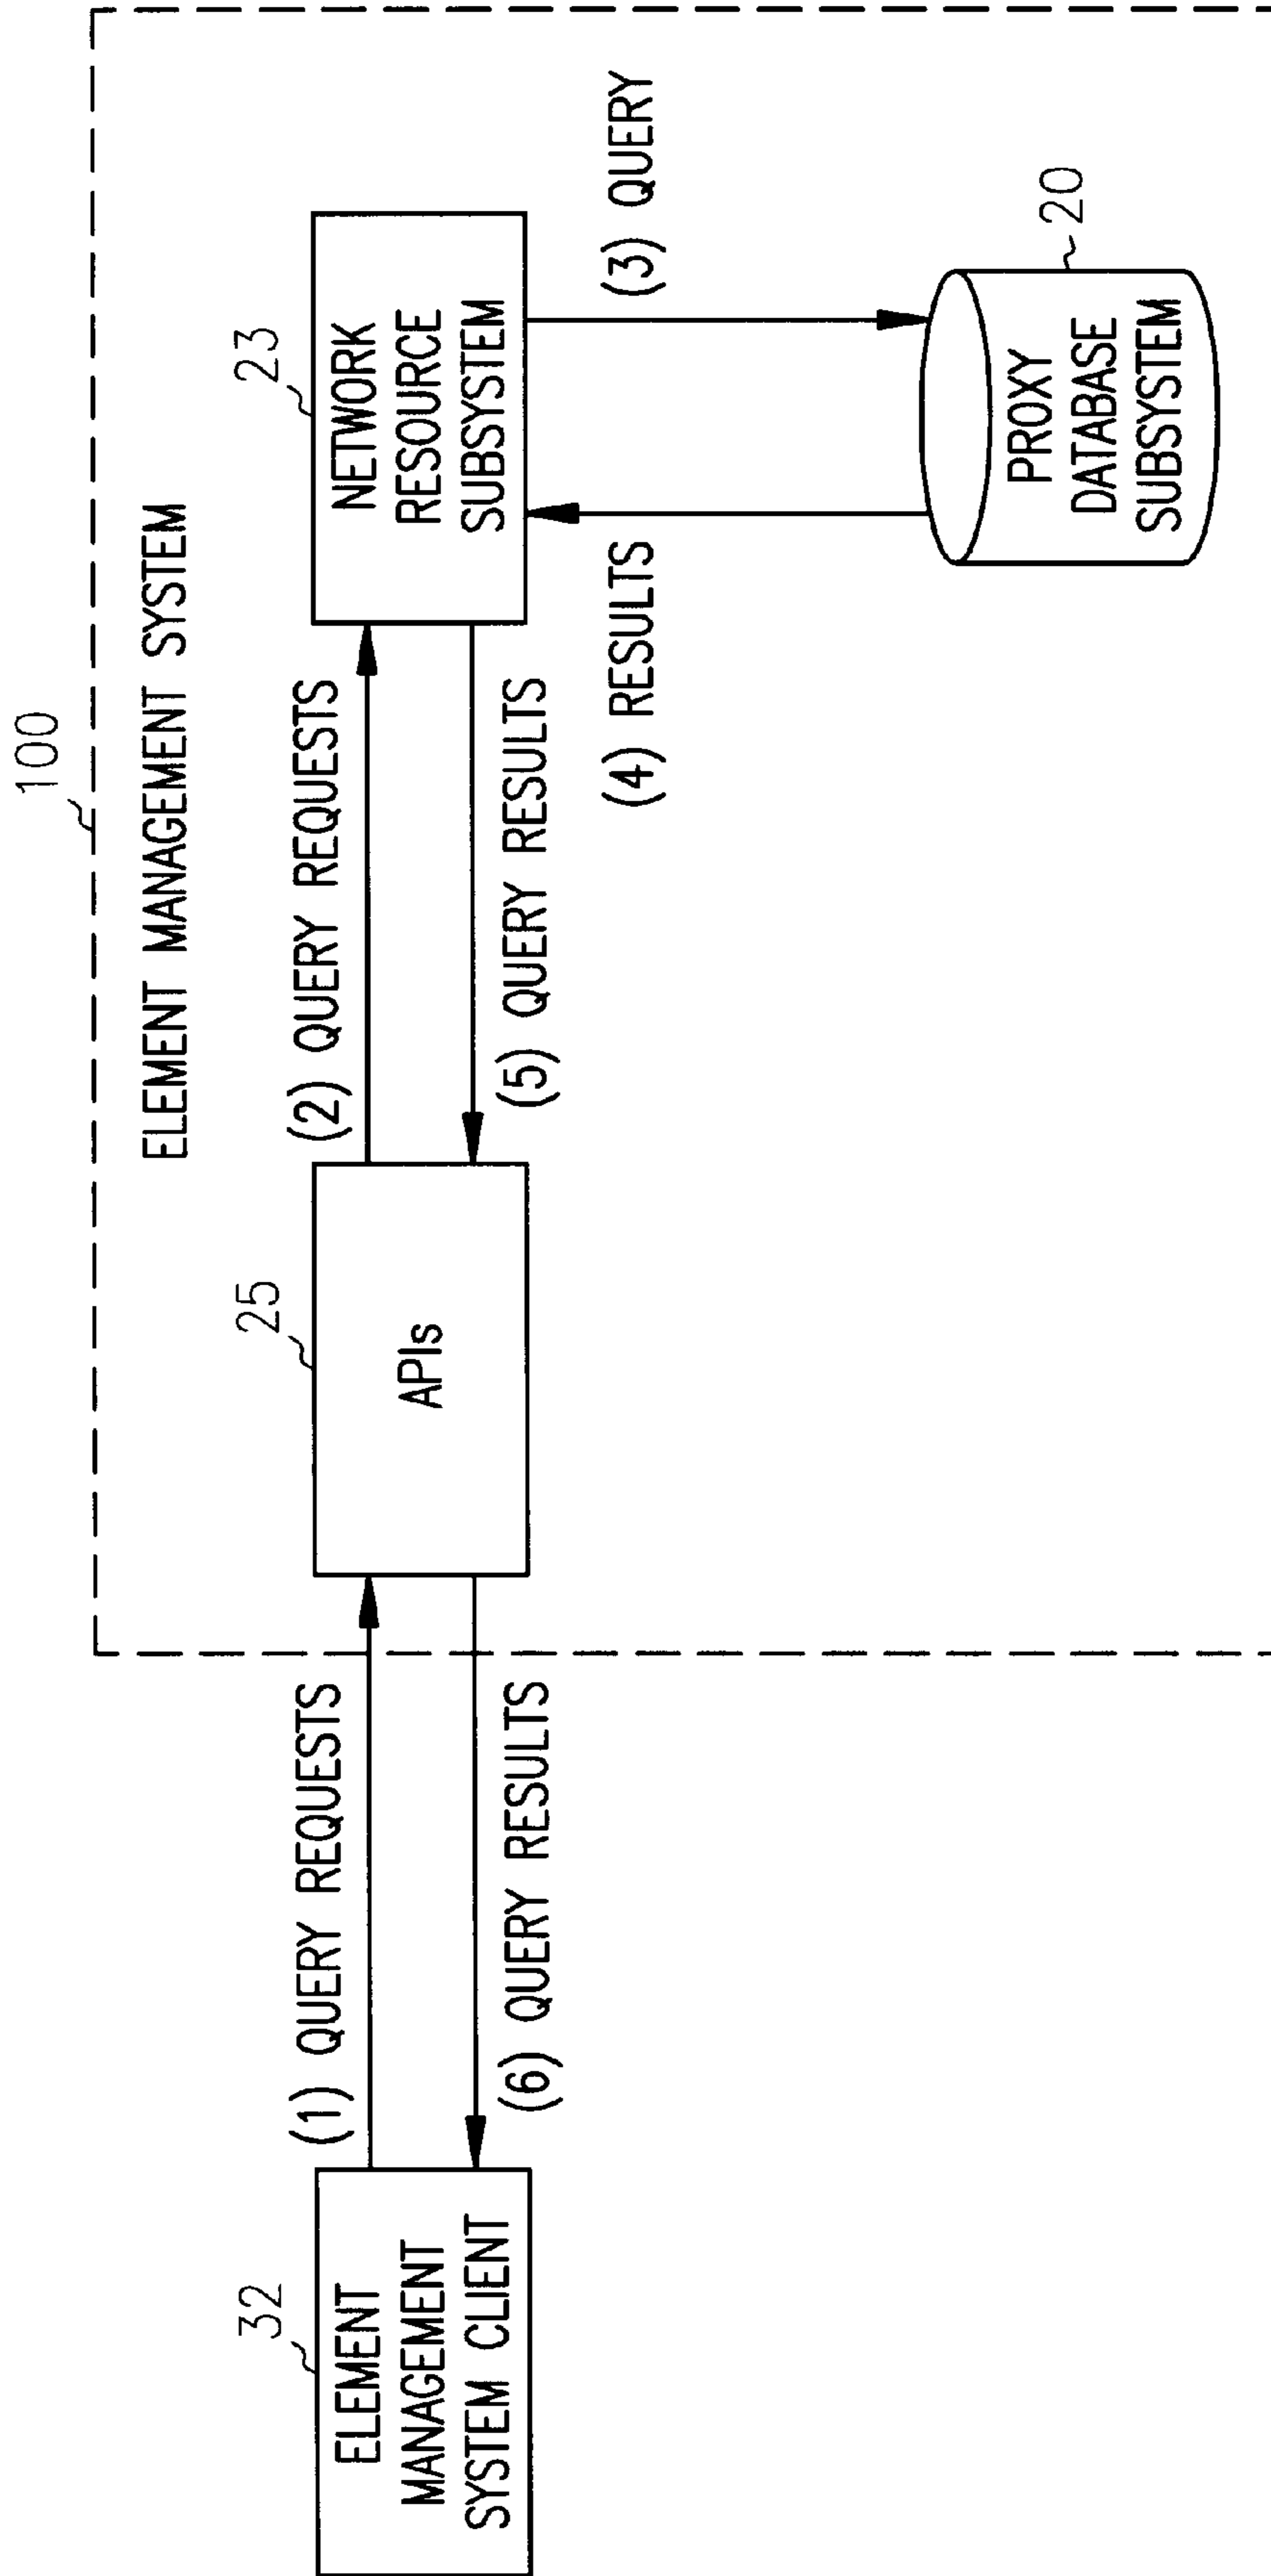 100
ELEMENT MANAGEMENT SYSTEM
32
ELEMENT
MANAGEMENT
SYSTEM CLIENT
(1) QUERY REQUESTS
(6) QUERY RESULTS
25
APIs
(2) QUERY REQUESTS
(5) QUERY RESULTS
23
NETWORK
RESOURCE
SUBSYSTEM
(4) RESULTS
(3) QUERY
20
PROXY
DATABASE
SUBSYSTEM